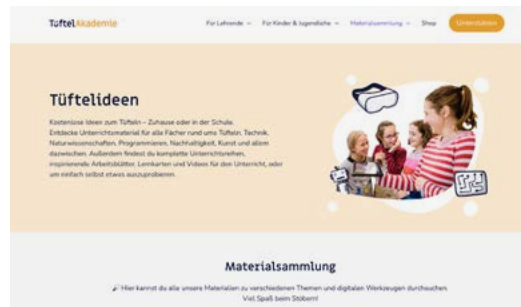 TüftelAkademie
Für Lehrende
Für Kinder & Jugendliche
Materialsammlung
Shop
Unterstützen
Tüftelideen
Kostenlose Ideen zum Tüfteln – Zuhause oder in der Schule.
Entdecke Unterrichtsmaterial für alle Fächer rund ums Tüfteln, Technik,
Naturwissenschaften, Programmieren, Nachhaltigkeit, Kunst und allem
dazwischen. Außerdem findest du komplette Unterrichtsreihen,
inspirierende Arbeitsblätter, Lernkarten und Videos für den Unterricht, oder
um einfach selbst etwas auszuprobieren.
Materialsammlung
Hier kannst du alle unsere Materialien zu verschiedenen Themen und digitalen Werkzeugen durchsuchen.
Viel Spaß beim Stöbern!